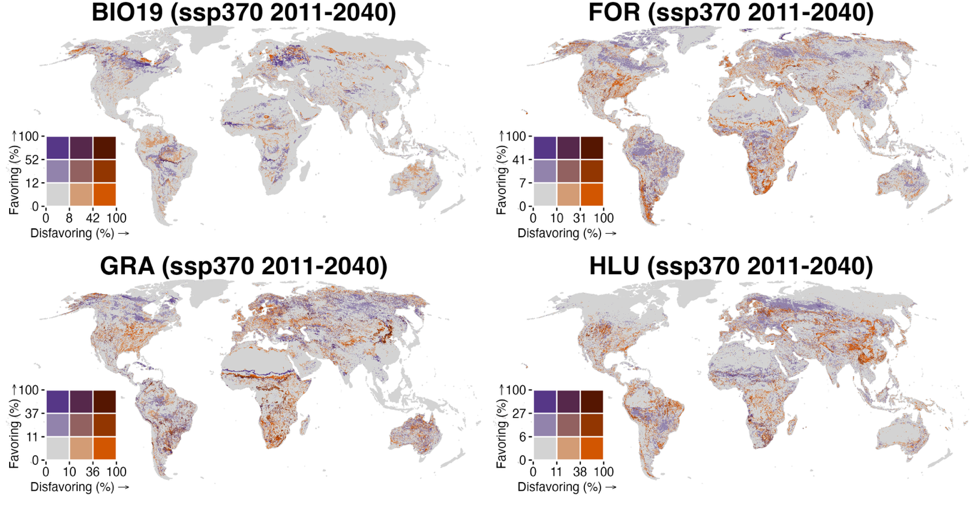 BIO19 (ssp370 2011-2040)
↑100
52
12
0
Favoring (%)
0 8 42 100
Disfavoring (%) →
FOR (ssp370 2011-2040)
↑100
41
7
0
Favoring (%)
0 10 31 100
Disfavoring (%) →
GRA (ssp370 2011-2040)
↑100
37
11
0
Favoring (%)
0 10 36 100
Disfavoring (%) →
HLU (ssp370 2011-2040)
↑100
27
6
0
Favoring (%)
0 11 38 100
Disfavoring (%) →